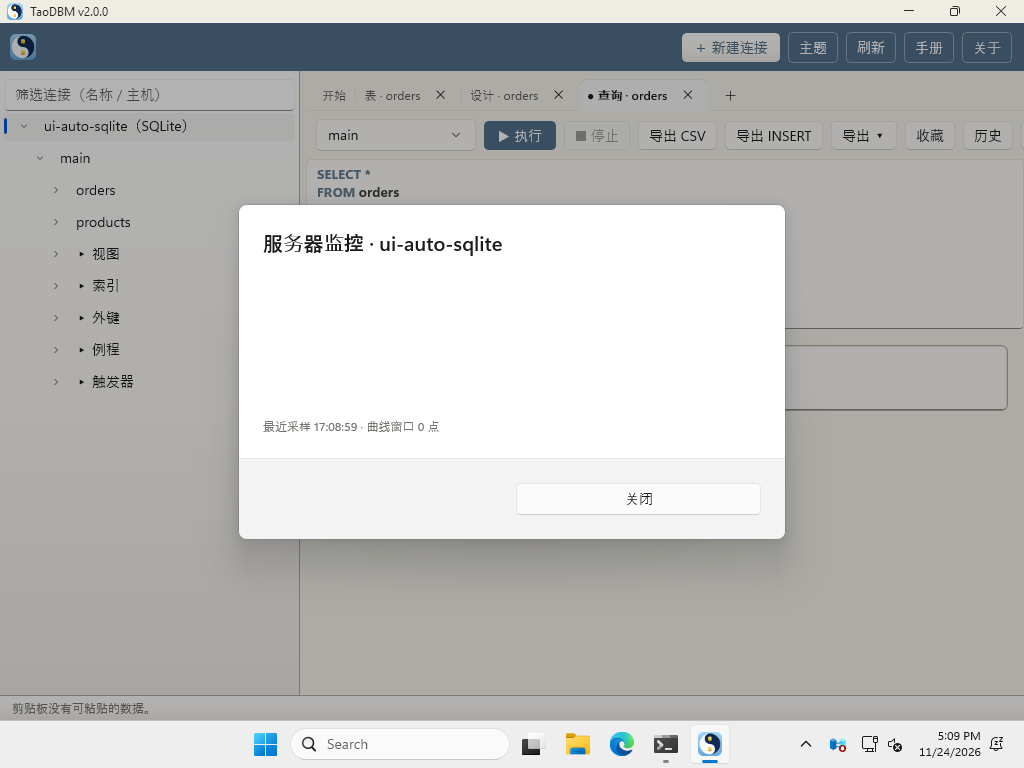 TaoDBM v2.0.0
+ 新建连接
主题
刷新
手册
关于
筛选连接（名称 / 主机）
开始
表 · orders
设计 · orders
● 查询 · orders
ui-auto-sqlite（SQLite）
main
orders
products
▸ 视图
▸ 索引
▸ 外键
▸ 例程
▸ 触发器
main
执行
停止
导出 CSV
导出 INSERT
导出
收藏
历史
SELECT *
FROM orders
服务器监控 · ui-auto-sqlite
最近采样 17:08:59 · 曲线窗口 0 点
关闭
剪贴板没有可粘贴的数据。
Search
5:09 PM
11/24/2026